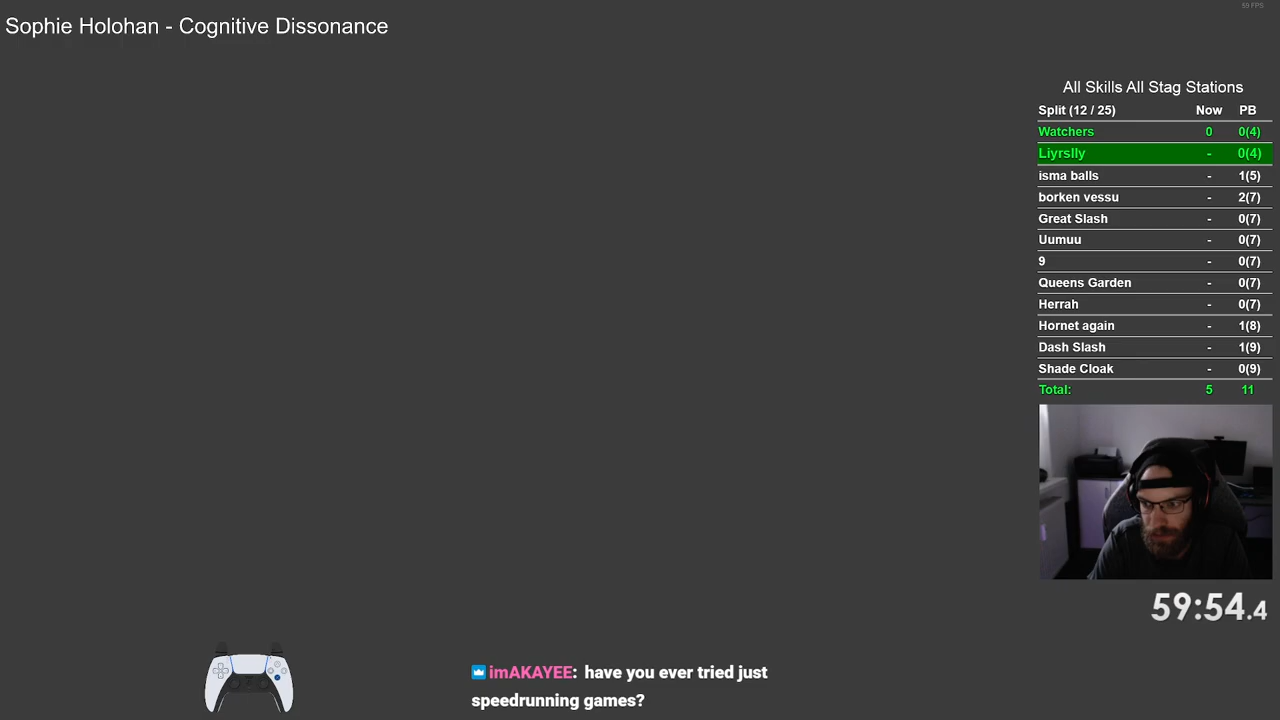 59 FPS
Sophie Holohan - Cognitive Dissonance
All Skills All Stag Stations
Split (12 / 25) Now PB
Watchers 0 0(4)
Liyrslly - 0(4)
isma balls - 1(5)
borken vessu - 2(7)
Great Slash - 0(7)
Uumuu - 0(7)
9 - 0(7)
Queens Garden - 0(7)
Herrah - 0(7)
Hornet again - 1(8)
Dash Slash - 1(9)
Shade Cloak - 0(9)
Total: 5 11
59:54.4
imAKAYEE: have you ever tried just
speedrunning games?